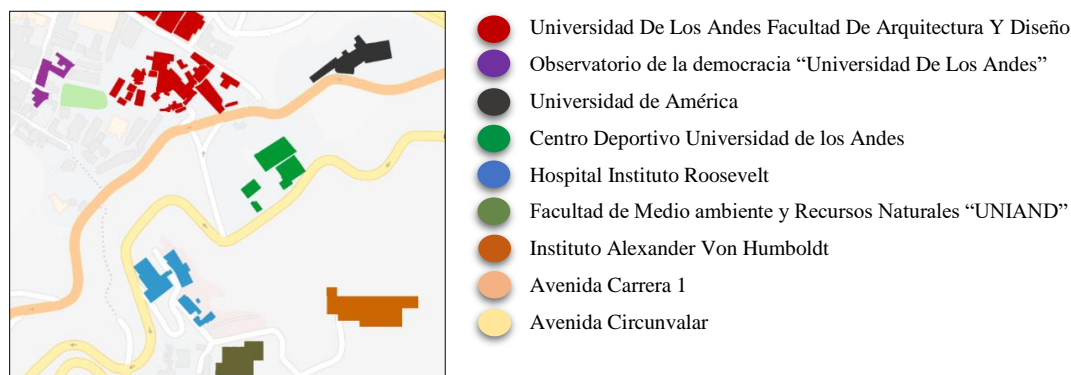 Universidad De Los Andes Facultad De Arquitectura Y Diseño
Observatorio de la democracia “Universidad De Los Andes”
Universidad de América
Centro Deportivo Universidad de los Andes
Hospital Instituto Roosevelt
Facultad de Medio ambiente y Recursos Naturales “UNIAND”
Instituto Alexander Von Humboldt
Avenida Carrera 1
Avenida Circunvalar